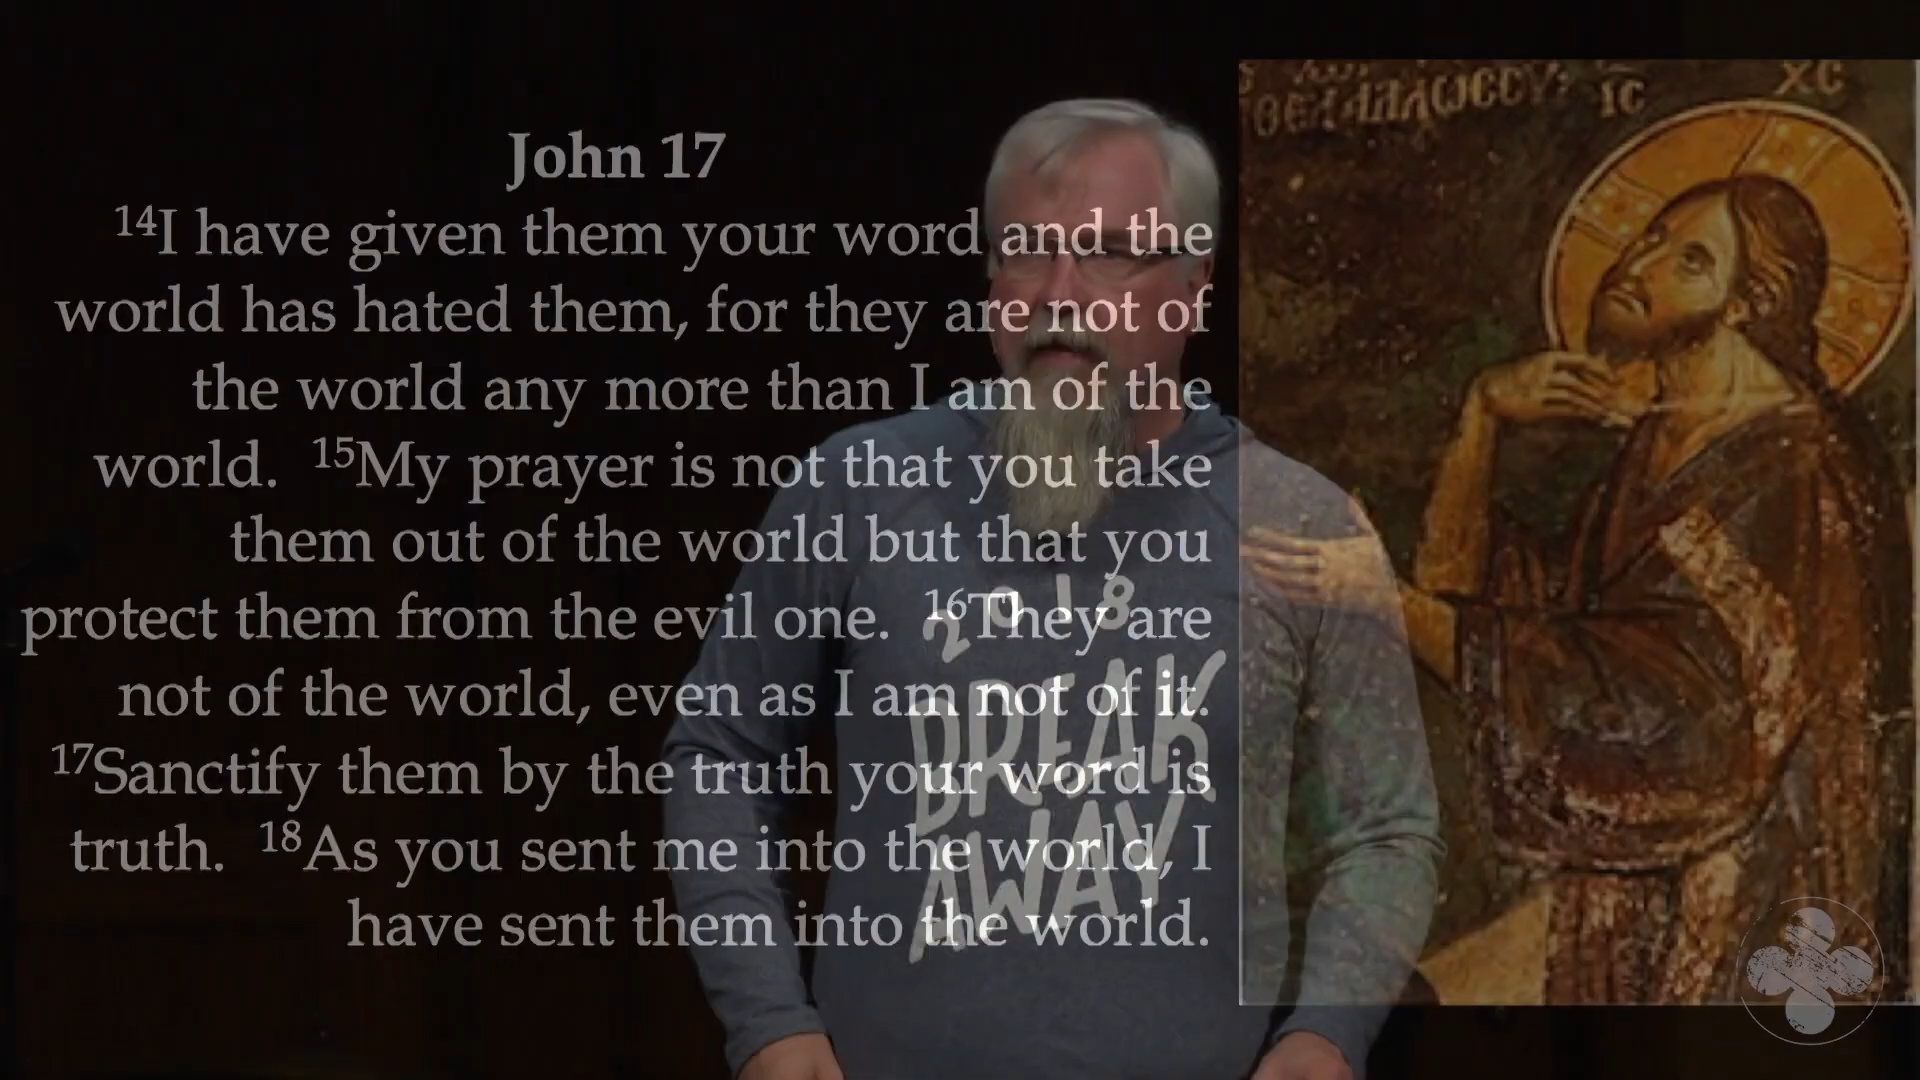 John 17
¹⁴I have given them your word and the
world has hated them, for they are not of
the world any more than I am of the
world. ¹⁵My prayer is not that you take
them out of the world but that you
protect them from the evil one. ¹⁶They are
not of the world, even as I am not of it.
¹⁷Sanctify them by the truth your word is
truth. ¹⁸As you sent me into the world, I
have sent them into the world.
2018
BREAK
AWAY
IC
XC